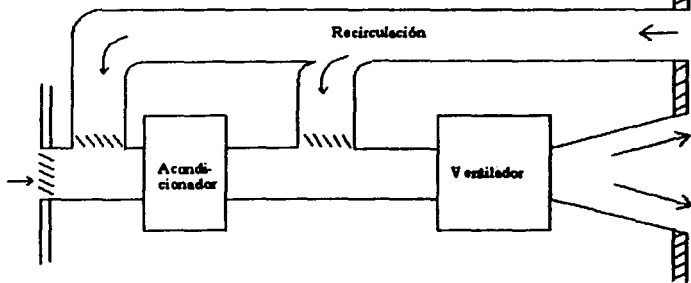 Recirculación
Acondi-
cionador
Ventilador